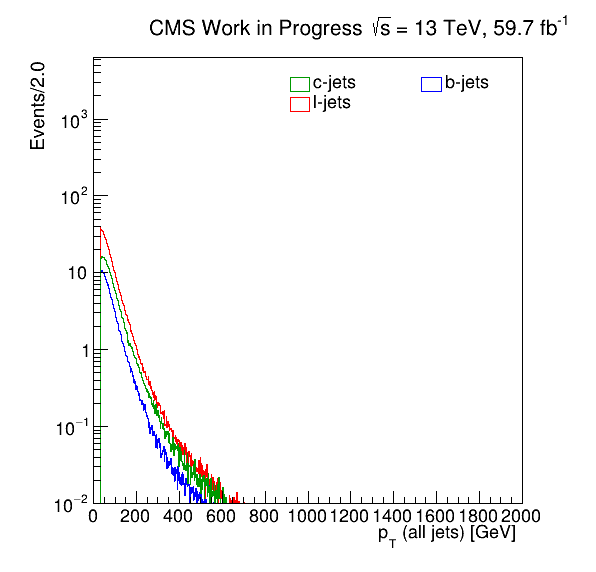 CMS Work in Progress √s = 13 TeV, 59.7 fb⁻¹
Events/2.0
c-jets
b-jets
l-jets
10³
10²
10
1
10⁻¹
10⁻²
0 200 400 600 800 1000 1200 1400 1600 1800 2000
p_T (all jets) [GeV]